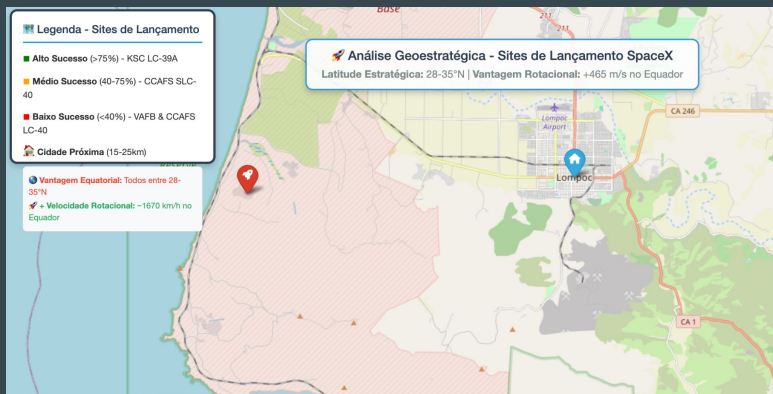 Legenda - Sites de Lançamento
Alto Sucesso (>75%) - KSC LC-39A
Médio Sucesso (40-75%) - CCAFS SLC-
40
Baixo Sucesso (<40%) - VAFB & CCAFS
LC-40
Cidade Próxima (15-25km)
Vantagem Equatorial: Todos entre 28-
35°N
+ Velocidade Rotacional: ~1670 km/h no
Equador
Base
211
211
Análise Geoestratégica - Sites de Lançamento SpaceX
Latitude Estratégica: 28-35°N | Vantagem Rotacional: +465 m/s no Equador
CA 246
Lompoc
Airport
Lompoc
CA 1